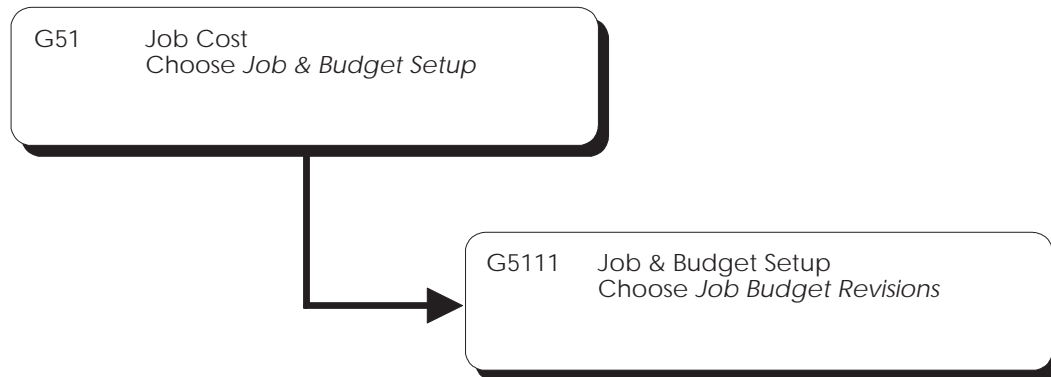 G51 Job Cost
Choose Job & Budget Setup
G5111 Job & Budget Setup
Choose Job Budget Revisions